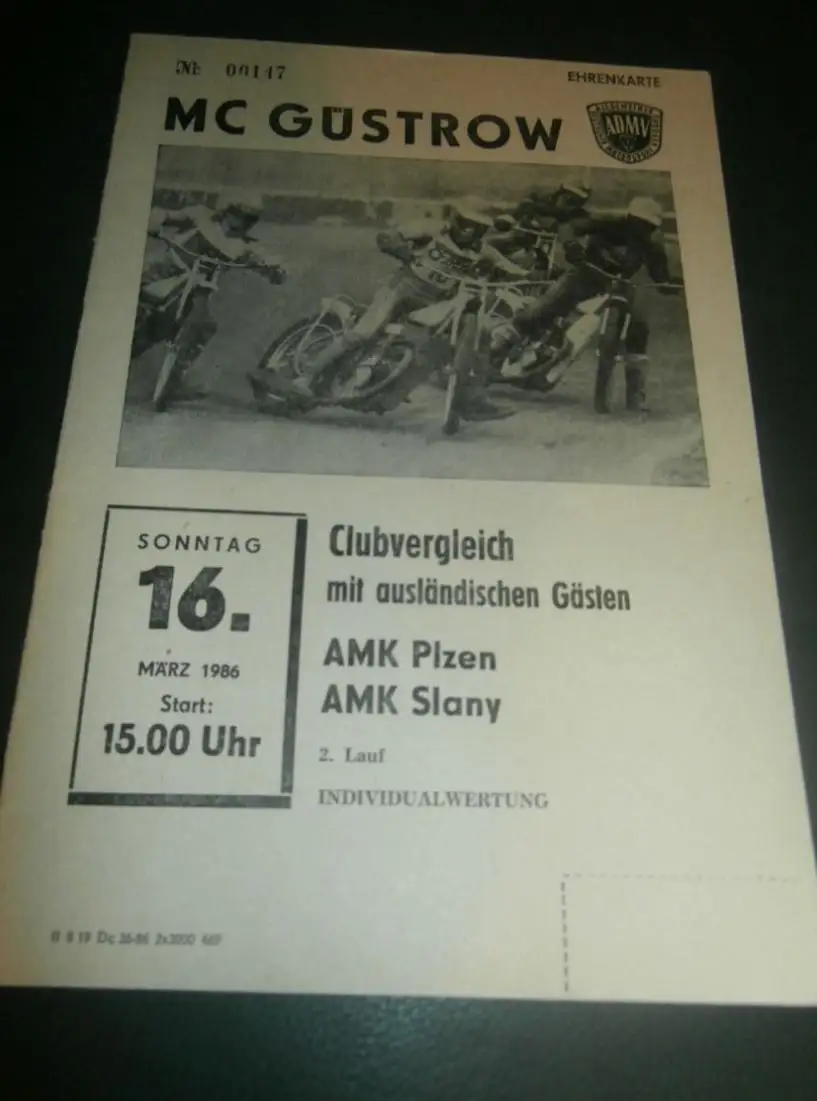 Nr. 00147
EHRENKARTE
MC GÜSTROW
ADMV
SONNTAG
16.
MÄRZ 1986
Start:
15.00 Uhr
Clubvergleich
mit ausländischen Gästen
AMK Plzen
AMK Slany
2. Lauf
INDIVIDUALWERTUNG